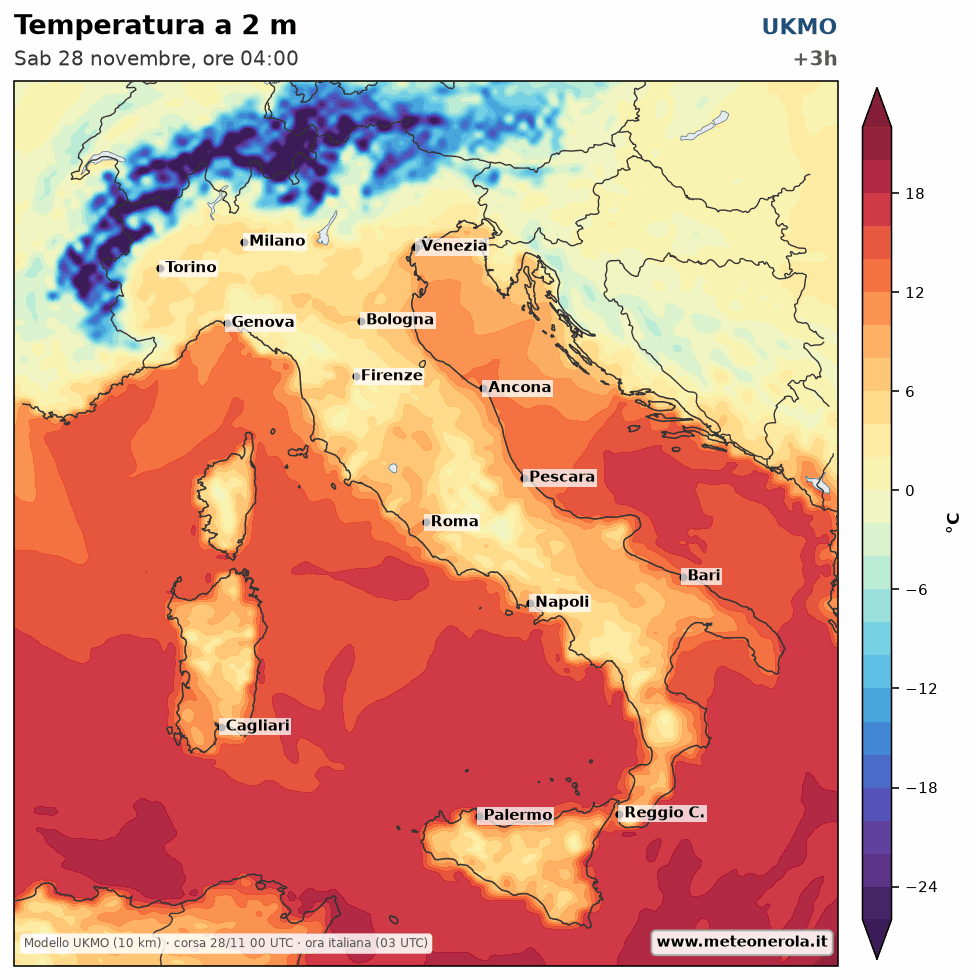 Temperatura a 2 m
UKMO
Sab 28 novembre, ore 04:00
+3h
Milano
Venezia
Torino
Genova
Bologna
Firenze
Ancona
Pescara
Roma
Bari
Napoli
Cagliari
Palermo
Reggio C.
18
12
6
0
−6
−12
−18
−24
°C
Modello UKMO (10 km) · corsa 28/11 00 UTC · ora italiana (03 UTC)
www.meteonerola.it